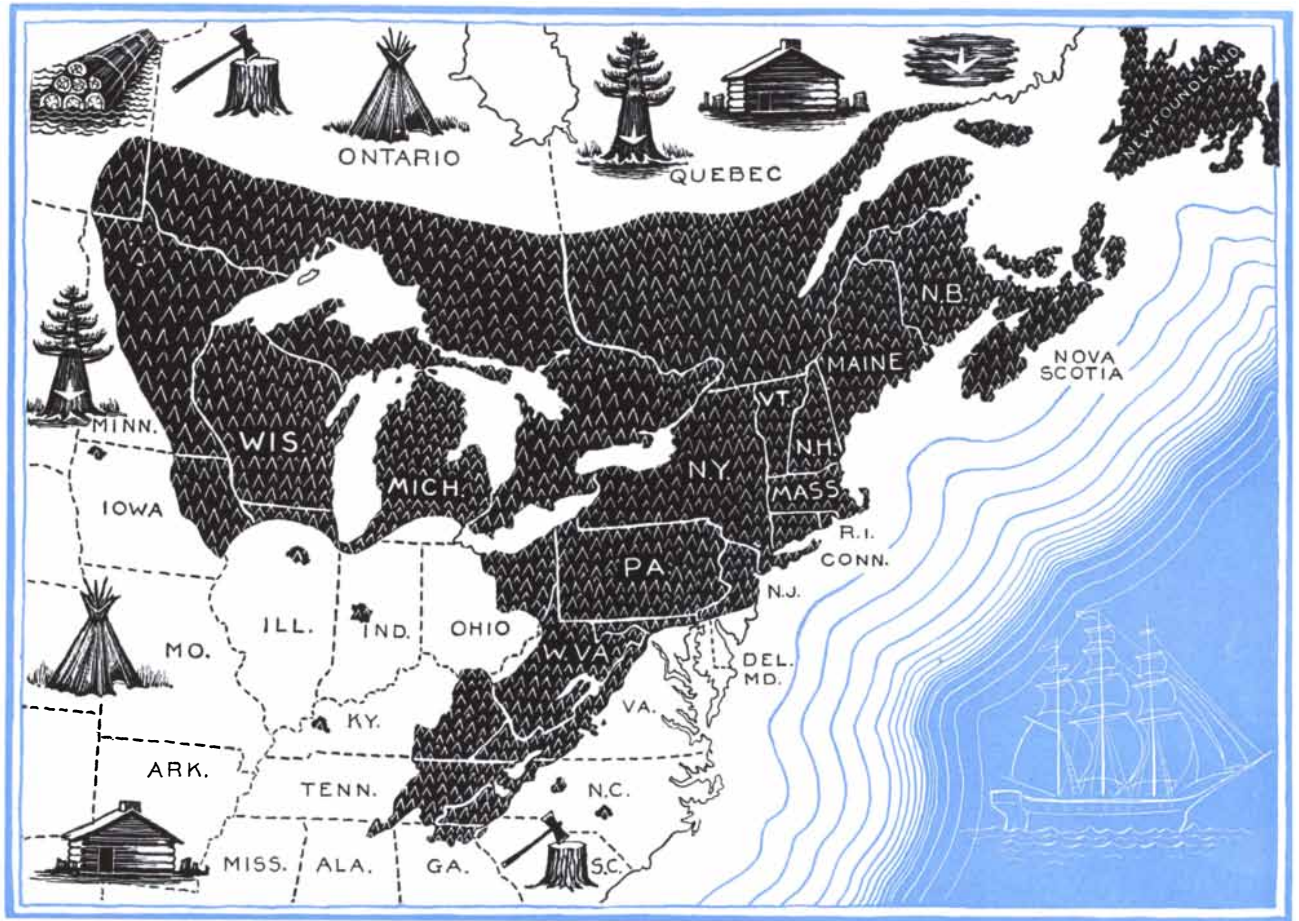 ONTARIO
QUEBEC
NEWFOUNDLAND
N.B.
NOVA
SCOTIA
MAINE
VT.
N.H.
MINN.
WIS.
MICH.
N.Y.
MASS.
IOWA
R.I.
CONN.
PA
N.J.
ILL.
IND.
OHIO
MO.
W.VA
DEL.
MD.
VA.
KY.
ARK.
TENN.
N.C.
MISS.
ALA.
GA.
S.C.